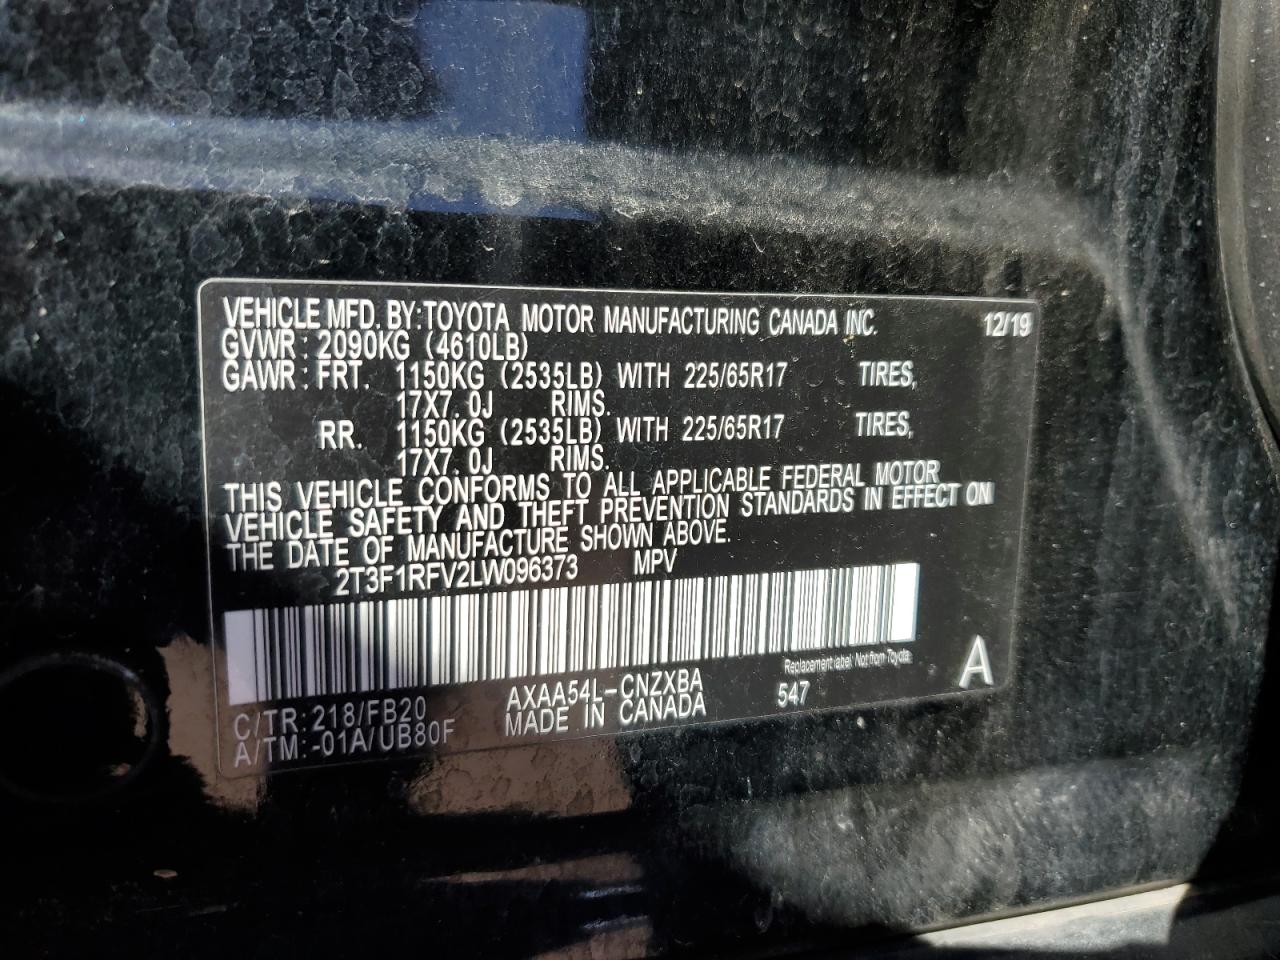 VEHICLE MFD. BY:TOYOTA MOTOR MANUFACTURING CANADA INC. 12/19
GVWR: 2090KG (4610LB)
GAWR: FRT. 1150KG (2535LB) WITH 225/65R17 TIRES,
17X7.0J RIMS.
RR. 1150KG (2535LB) WITH 225/65R17 TIRES,
17X7.0J RIMS.
THIS VEHICLE CONFORMS TO ALL APPLICABLE FEDERAL MOTOR
VEHICLE SAFETY AND THEFT PREVENTION STANDARDS IN EFFECT ON
THE DATE OF MANUFACTURE SHOWN ABOVE.
2T3F1RFV2LW096373 MPV
Replacement label: Not from Toyota
A
C/TR:218/FB20 AXAA54L-CNZXBA 547
A/TM:-01A/UB80F MADE IN CANADA